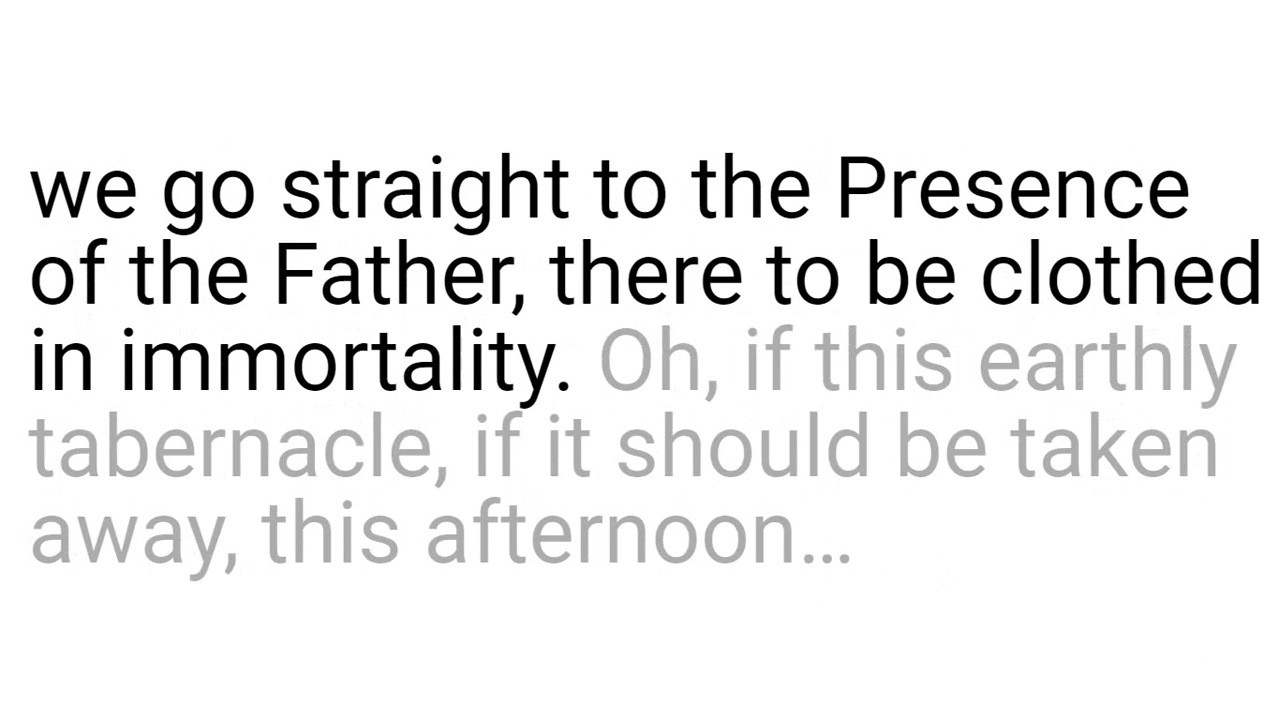 we go straight to the Presence
of the Father, there to be clothed
in immortality. Oh, if this earthly
tabernacle, if it should be taken
away, this afternoon…